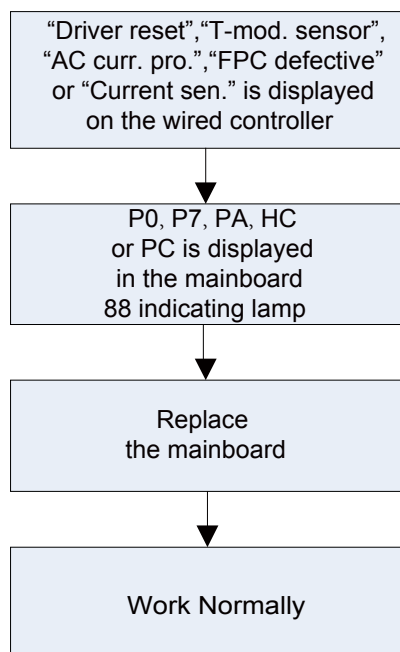 “Driver reset”,“T-mod. sensor”,
“AC curr. pro.”,“FPC defective”
or “Current sen.” is displayed
on the wired controller
P0, P7, PA, HC
or PC is displayed
in the mainboard
88 indicating lamp
Replace
the mainboard
Work Normally